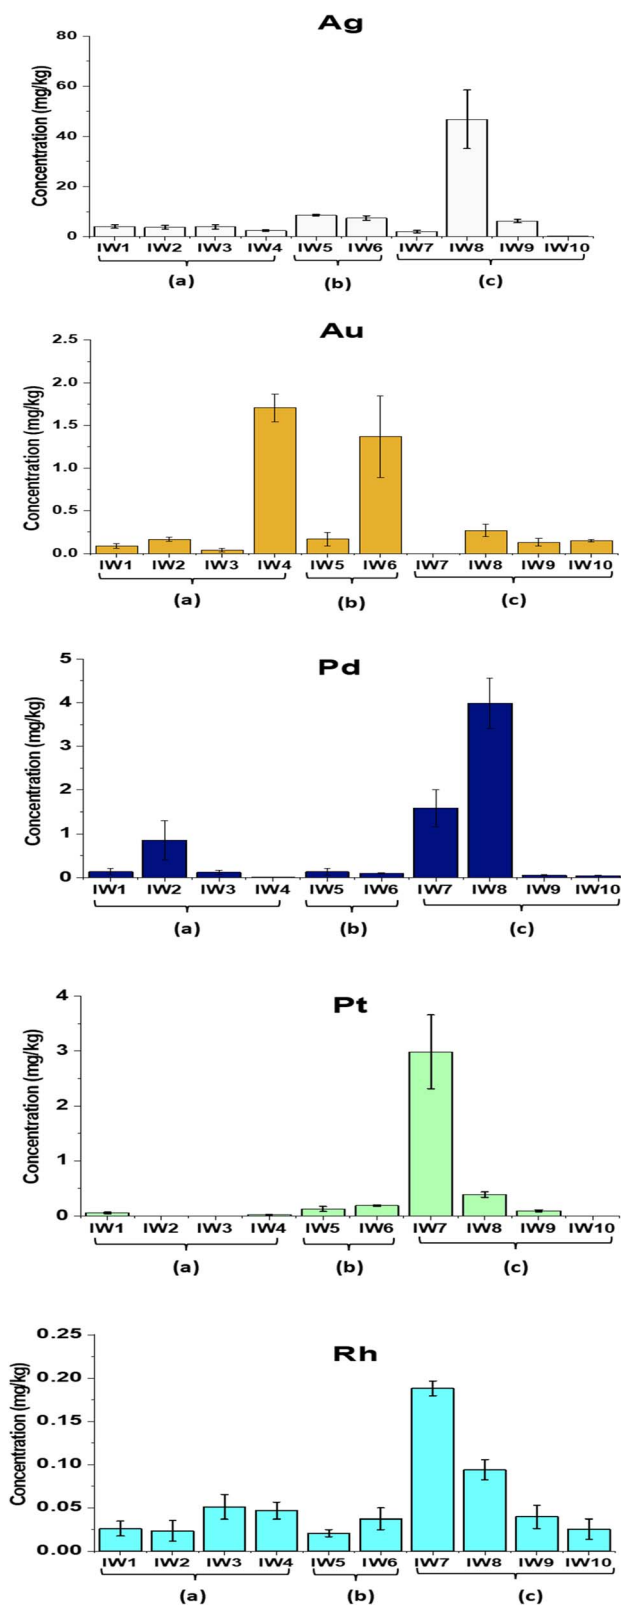 Ag
Concentration (mg/kg)
80
60
40
20
0
IW1 IW2 IW3 IW4 IW5 IW6 IW7 IW8 IW9 IW10
(a) (b) (c)
Au
Concentration (mg/kg)
2.5
2.0
1.5
1.0
0.5
0.0
IW1 IW2 IW3 IW4 IW5 IW6 IW7 IW8 IW9 IW10
(a) (b) (c)
Pd
Concentration (mg/kg)
5
4
3
2
1
0
IW1 IW2 IW3 IW4 IW5 IW6 IW7 IW8 IW9 IW10
(a) (b) (c)
Pt
Concentration (mg/kg)
4
3
2
1
0
IW1 IW2 IW3 IW4 IW5 IW6 IW7 IW8 IW9 IW10
(a) (b) (c)
Rh
Concentration (mg/kg)
0.25
0.20
0.15
0.10
0.05
0.00
IW1 IW2 IW3 IW4 IW5 IW6 IW7 IW8 IW9 IW10
(a) (b) (c)